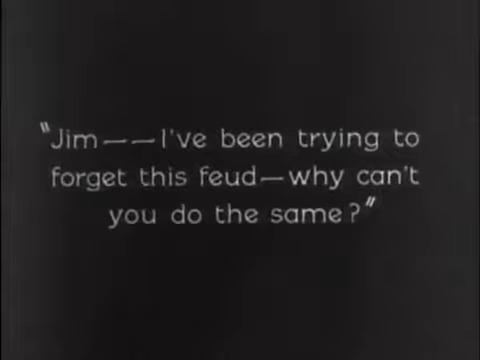 "Jim——I've been trying to
forget this feud—why can't
you do the same?"